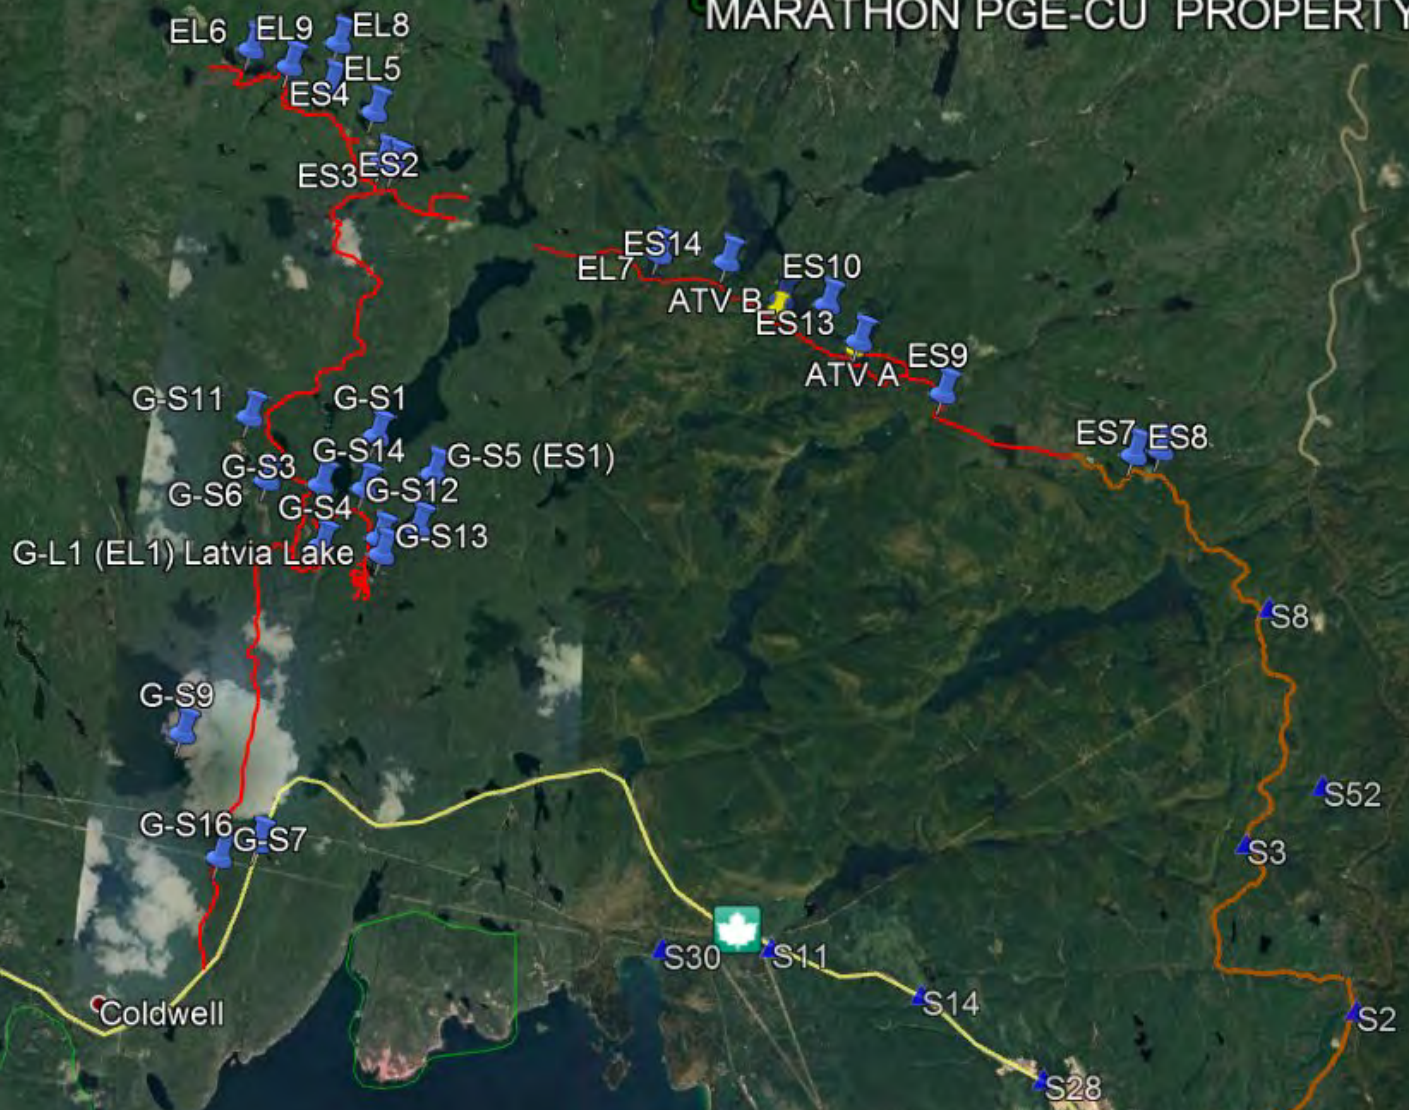 MARATHON PGE-CU PROPERTY
EL6
EL9
EL8
EL5
ES4
ES3
ES2
ES14
EL7
ES10
ATV B
ES13
ES9
ATV A
G-S11
G-S1
ES7
ES8
G-S14
G-S5 (ES1)
G-S3
G-S6
G-S12
G-S4
G-S13
G-L1 (EL1) Latvia Lake
S8
G-S9
S52
G-S16
G-S7
S3
S30
S11
S14
Coldwell
S2
S28